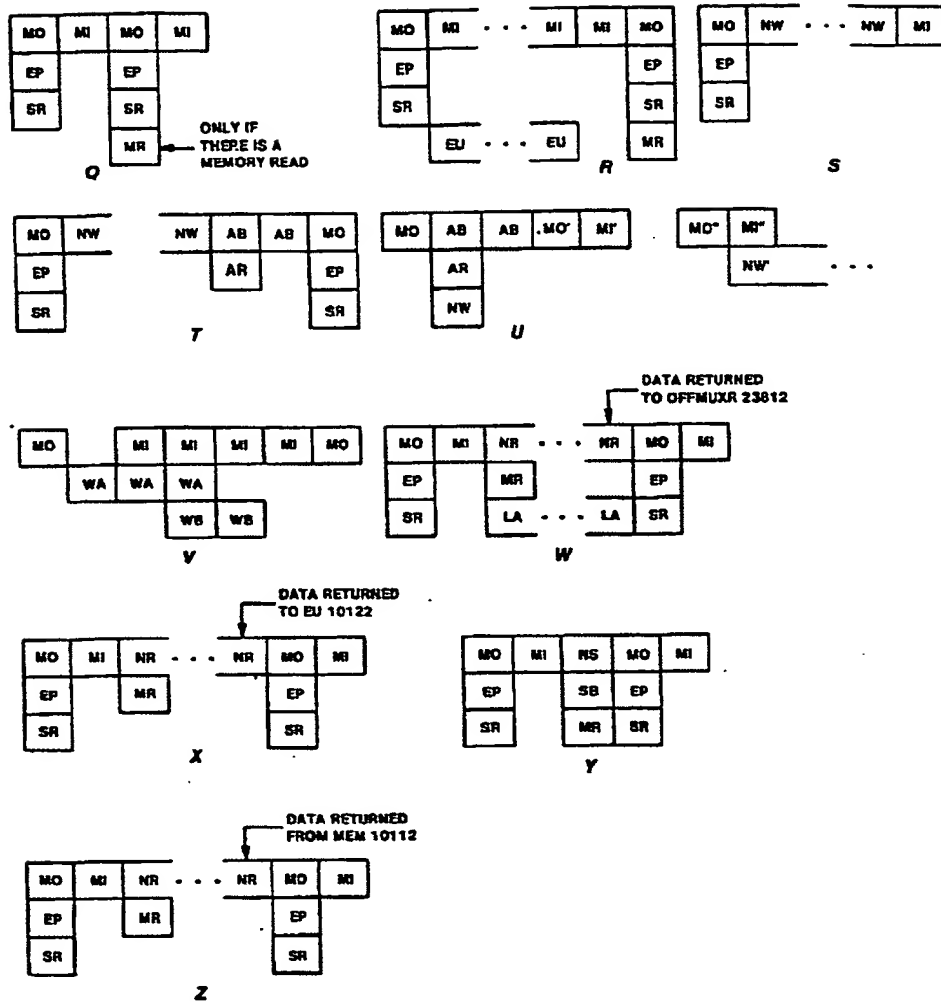 MO MI MO MI
EP EP
SR SR
MR
ONLY IF
THERE IS A
MEMORY READ
Q
MO MI · · · MI MI MO
EP EP
SR SR
EU · · · EU MR
R
MO NW · · · NW MI
EP
SR
S
MO NW NW AB AB MO
EP AR EP
SR SR
T
MO AB AB MO' MI'
AR
NW
U
MO" MI"
NW' · · ·
MO MI MI MI MI MO
WA WA WA
WB WB
V
DATA RETURNED
TO OFFMUXR 23812
MO MI NR · · · NR MO MI
EP MR EP
SR LA · · · LA SR
W
DATA RETURNED
TO EU 10122
MO MI NR · · · NR MO MI
EP MR EP
SR SR
X
MO MI NS MO MI
EP SB EP
SR MR SR
Y
DATA RETURNED
FROM MEM 10112
MO MI NR · · · NR MO MI
EP MR EP
SR SR
Z